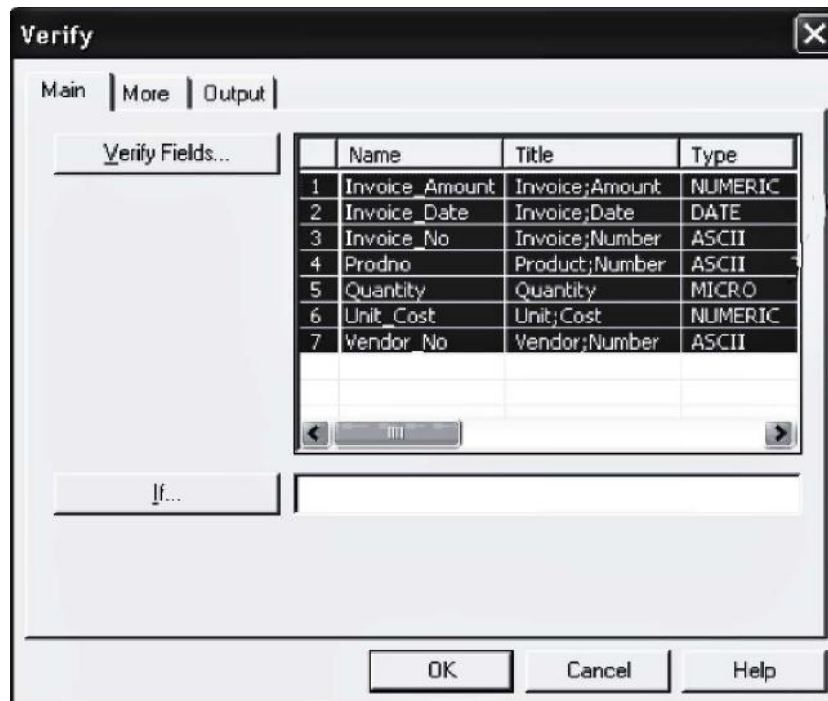 Verify
Main More Output
Verify Fields...
Name Title Type
1 Invoice_Amount Invoice;Amount NUMERIC
2 Invoice_Date Invoice;Date DATE
3 Invoice_No Invoice;Number ASCII
4 Prodno Product;Number ASCII
5 Quantity Quantity MICRO
6 Unit_Cost Unit;Cost NUMERIC
7 Vendor_No Vendor;Number ASCII
If...
OK Cancel Help